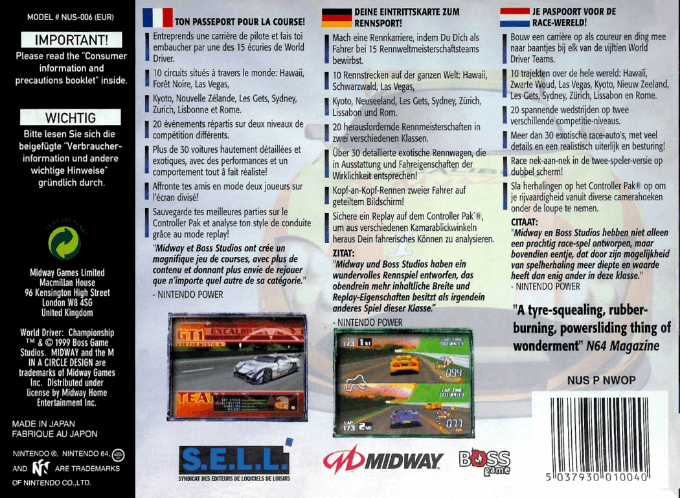 MODEL # NUS-006 (EUR)
IMPORTANT!
Please read the "Consumer
information and
precautions booklet" inside.
WICHTIG
Bitte lesen Sie sich die
beigefügte "Verbraucher-
information und andere
wichtige Hinweise"
gründlich durch.
Midway Games Limited
Macmillan House
96 Kensington High Street
London W8 4SG
United Kingdom
World Driver: Championship
™ & © 1999 Boss Game
Studios. MIDWAY and the M
IN A CIRCLE DESIGN are
trademarks of Midway Games
Inc. Distributed under
license by Midway Home
Entertainment Inc.
MADE IN JAPAN
FABRIQUE AU JAPON
NINTENDO ®, NINTENDO 64,
AND N ARE TRADEMARKS
OF NINTENDO CO.,LTD.
TON PASSEPORT POUR LA COURSE!
Entreprends une carrière de pilote et fais toi
embaucher par une des 15 écuries de World
Driver.
10 circuits situés à travers le monde: Hawaii,
Forêt Noire, Las Vegas,
Kyoto, Nouvelle Zélande, Les Gets, Sydney,
Zurich, Lisbonne et Rome.
20 événements répartis sur deux niveaux de
compétition différents.
Plus de 30 voitures hautement détaillées et
exotiques, avec des performances et un
comportement tout à fait réaliste!
Affronte tes amis en mode deux joueurs sur
l'écran divisé!
Sauvegarde tes meilleures parties sur le
Controller Pak et analyse ton style de conduite
grâce au mode replay!
"Midway et Boss Studios ont crée un
magnifique jeu de courses, avec plus de
contenu et donnant plus envie de rejouer
que n'importe quel autre de sa catégorie."
- NINTENDO POWER
GT1
TEA
S.E.L.L.
SYNDICAT DES EDITEURS DE LOGICIELS DE LOISIRS
DEINE EINTRITTSKARTE ZUM
RENNSPORT!
Mach eine Rennkarriere, indem Du Dich als
Fahrer bei 15 Rennweltmeisterschaftsteams
bewirbst.
10 Rennstrecken auf der ganzen Welt: Hawaii,
Schwarzwald, Las Vegas,
Kyoto, Neuseeland, Les Gets, Sydney, Zürich,
Lissabon und Rom.
20 herausfordernde Rennmeisterschaften in
zwei verschiedenen Klassen.
Über 30 detaillierte exotische Rennwagen, die
in Ausstattung und Fahreigenschaften der
Wirklichkeit entsprechen!
Kopf-an-Kopf-Rennen zweier Fahrer auf
geteiltem Bildschirm!
Sichere ein Replay auf dem Controller Pak®,
um aus verschiedenen Kamarablickwinkeln
heraus Dein fahrerisches Können zu analysieren.
ZITAT:
"Midway und Boss Studios haben ein
wundervolles Rennspiel entworfen, das
obendrein mehr inhaltliche Breite und
Replay-Eigenschaften besitzt als irgendein
anderes Spiel dieser Klasse."
- NINTENDO POWER
LAP
1/3 1ST
094
LAP
1/3 2ND
077
MIDWAY
BOSS
game
JE PASPOORT VOOR DE
RACE-WERELD!
Bouw een carrière op als coureur en ding mee
naar baantjes bij elk van de vijftien World
Driver Teams.
10 trajekten over de hele wereld: Hawaii,
Zwarte Woud, Las Vegas, Kyoto, Nieuw Zeeland,
Les Gets, Sydney, Zürich, Lissabon en Rome.
20 spannende wedstrijden op twee
verschillende competitie-niveaus.
Meer dan 30 exotische race-auto's, met veel
details en een realistisch uiterlijk en besturing!
Race nek-aan-nek in de twee-speler-versie op
dubbel scherm!
Sla herhalingen op het Controller Pak® op om
je rijvaardigheid vanuit diverse camerahoeken
onder de loupe te nemen.
CITAAT:
"Midway en Boss Studios hebben niet alleen
een prachtig race-spel ontworpen, maar
bovendien eentje, dat door zijn mogelijkheid
van spelherhaling meer diepte en waarde
heeft dan enig ander in deze klasse."
- NINTENDO POWER
"A tyre-squealing, rubber-
burning, powersliding thing of
wonderment" N64 Magazine
NUS P NWOP
5 037930 010040